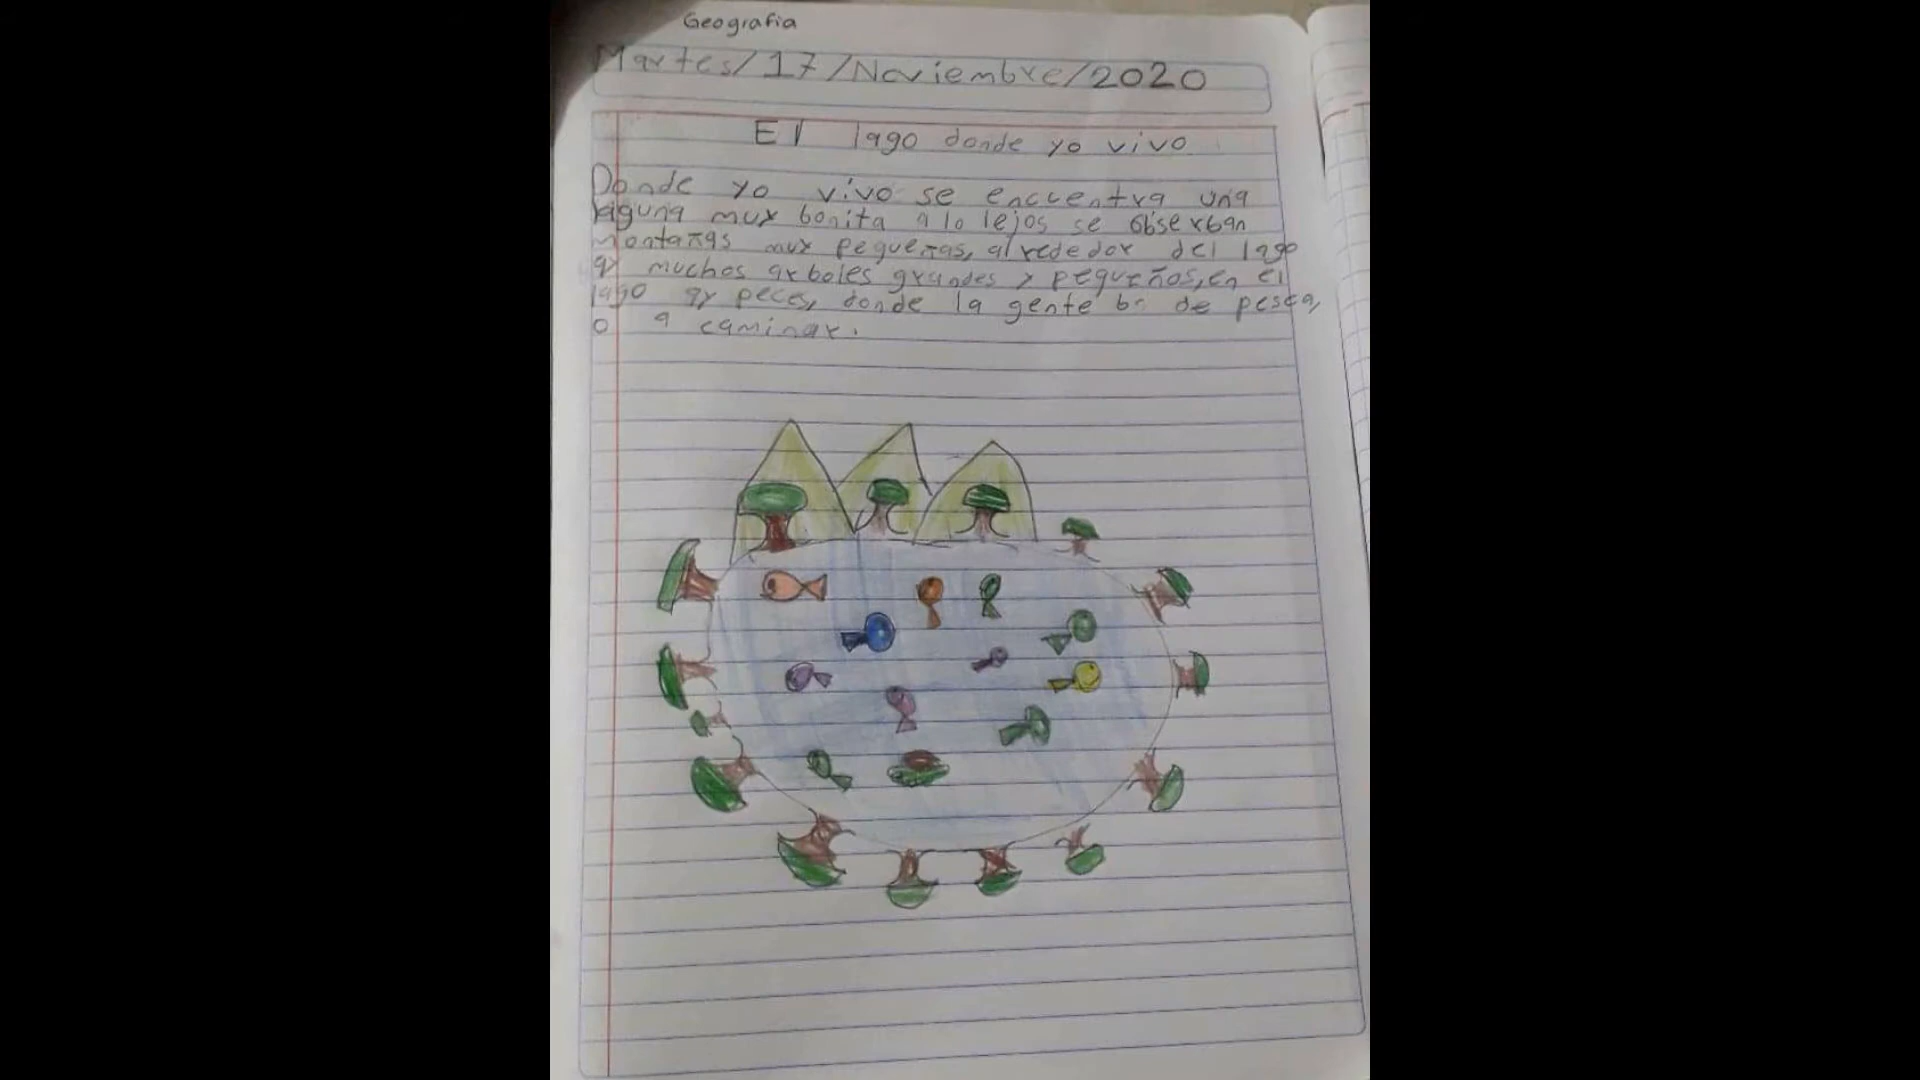 Geografia
Martes/17/Noviembre/2020
El lago donde yo vivo
Donde yo vivo se encuentra una
laguna muy bonita a lo lejos se obserban
montañas muy pequeñas, alrededor del lago
ay muchos arboles grandes y pequeños, en el
lago ay peces, donde la gente ba de pesca,
o a caminar.